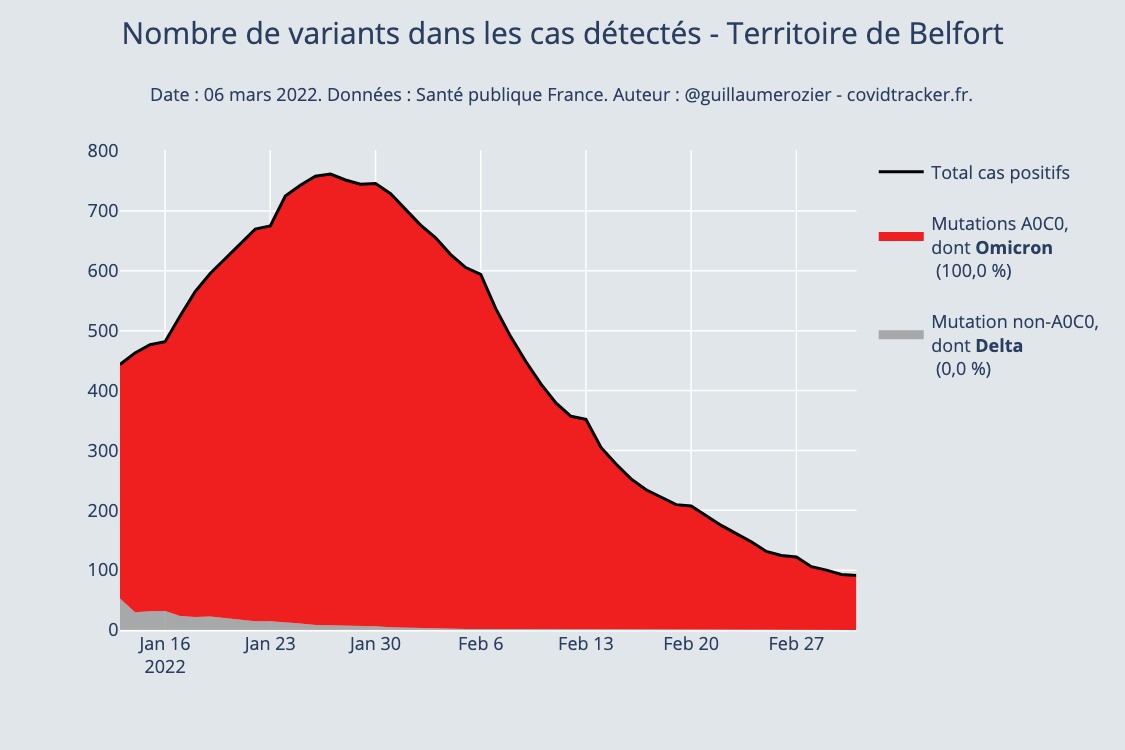 Nombre de variants dans les cas détectés - Territoire de Belfort
Date : 06 mars 2022. Données : Santé publique France. Auteur : @guillaumerozier - covidtracker.fr.
800
700
600
500
400
300
200
100
0
Jan 16
2022
Jan 23
Jan 30
Feb 6
Feb 13
Feb 20
Feb 27
Total cas positifs
Mutations A0C0,
dont Omicron
(100,0 %)
Mutation non-A0C0,
dont Delta
(0,0 %)